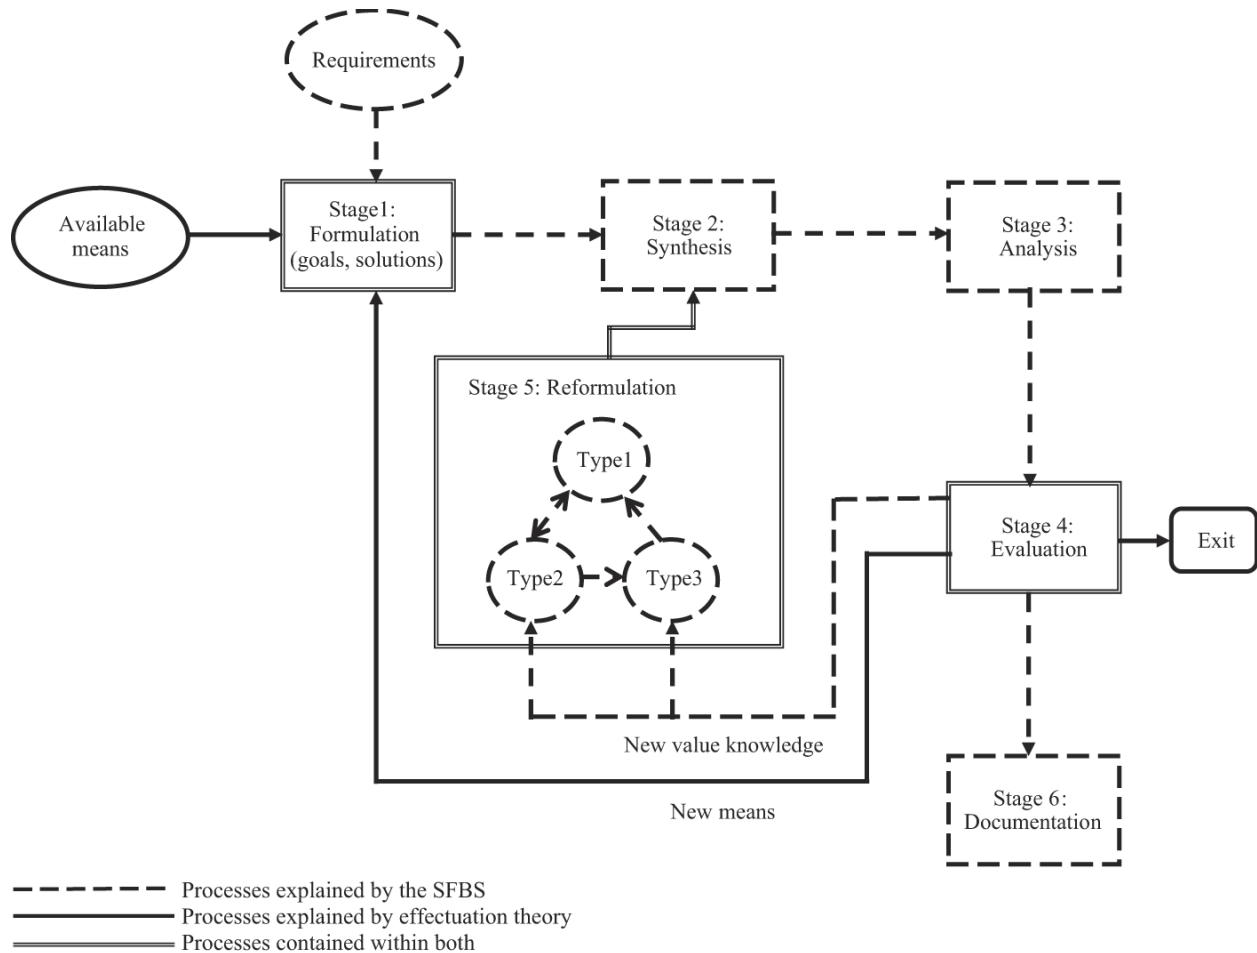 Requirements
Available
means
Stage1:
Formulation
(goals, solutions)
Stage 2:
Synthesis
Stage 3:
Analysis
Stage 5: Reformulation
Type1
Type2
Type3
Stage 4:
Evaluation
Exit
New value knowledge
New means
Stage 6:
Documentation
Processes explained by the SFBS
Processes explained by effectuation theory
Processes contained within both